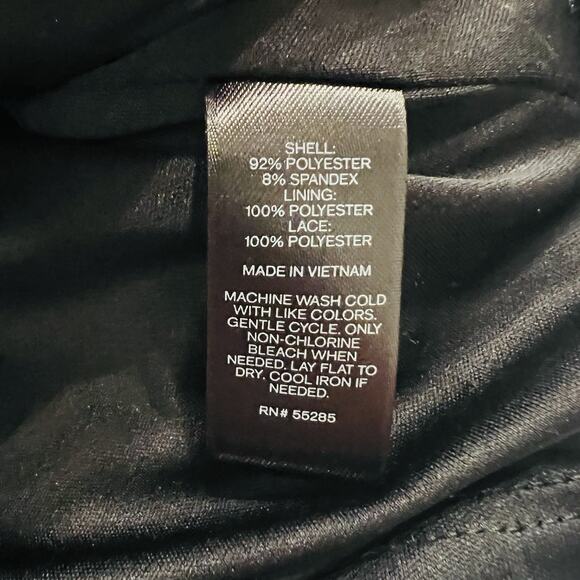 SHELL:
92% POLYESTER
8% SPANDEX
LINING:
100% POLYESTER
LACE:
100% POLYESTER
MADE IN VIETNAM
MACHINE WASH COLD
WITH LIKE COLORS.
GENTLE CYCLE. ONLY
NON-CHLORINE
BLEACH WHEN
NEEDED. LAY FLAT TO
DRY. COOL IRON IF
NEEDED.
RN# 55285